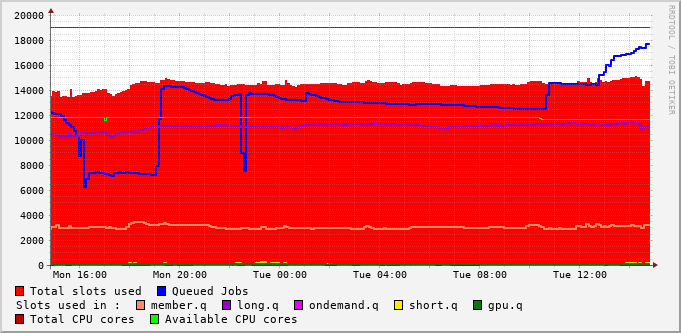 20000
18000
16000
14000
12000
10000
8000
6000
4000
2000
0
Mon 16:00 Mon 20:00 Tue 00:00 Tue 04:00 Tue 08:00 Tue 12:00
RRDTOOL / TOBI OETIKER
Total slots used Queued Jobs
Slots used in : member.q long.q ondemand.q short.q gpu.q
Total CPU cores Available CPU cores